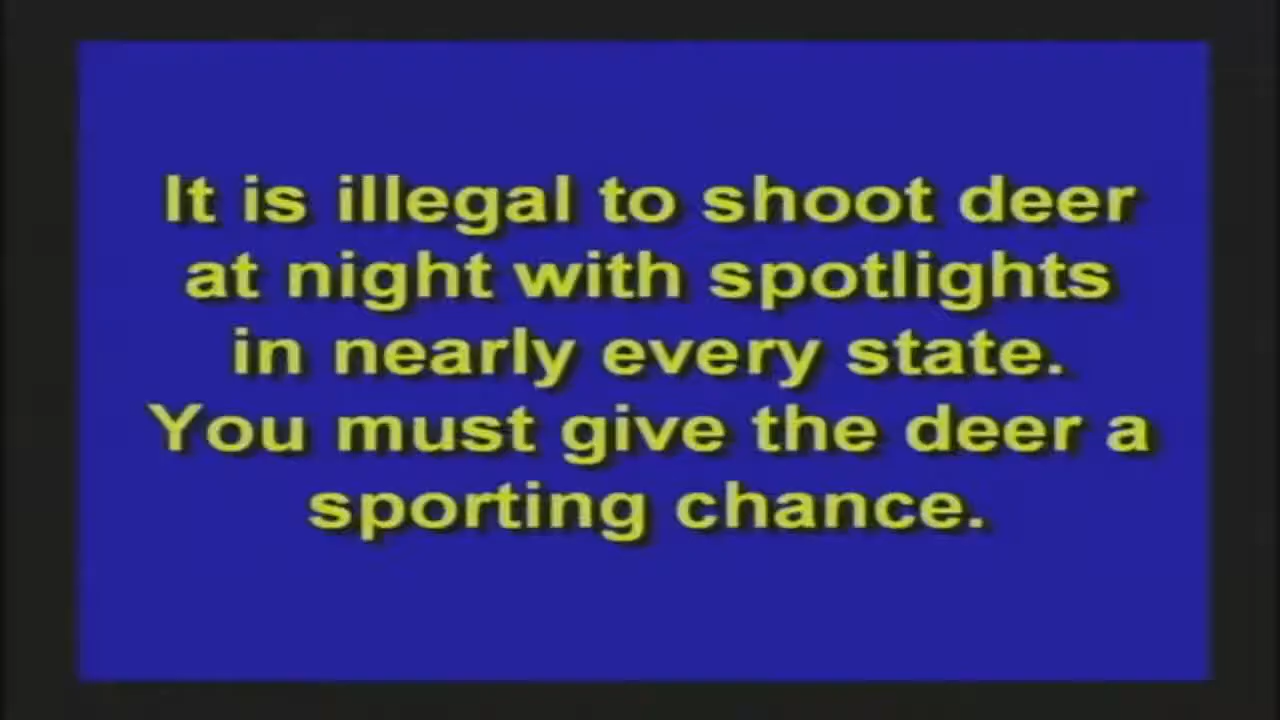 It is illegal to shoot deer
at night with spotlights
in nearly every state.
You must give the deer a
sporting chance.